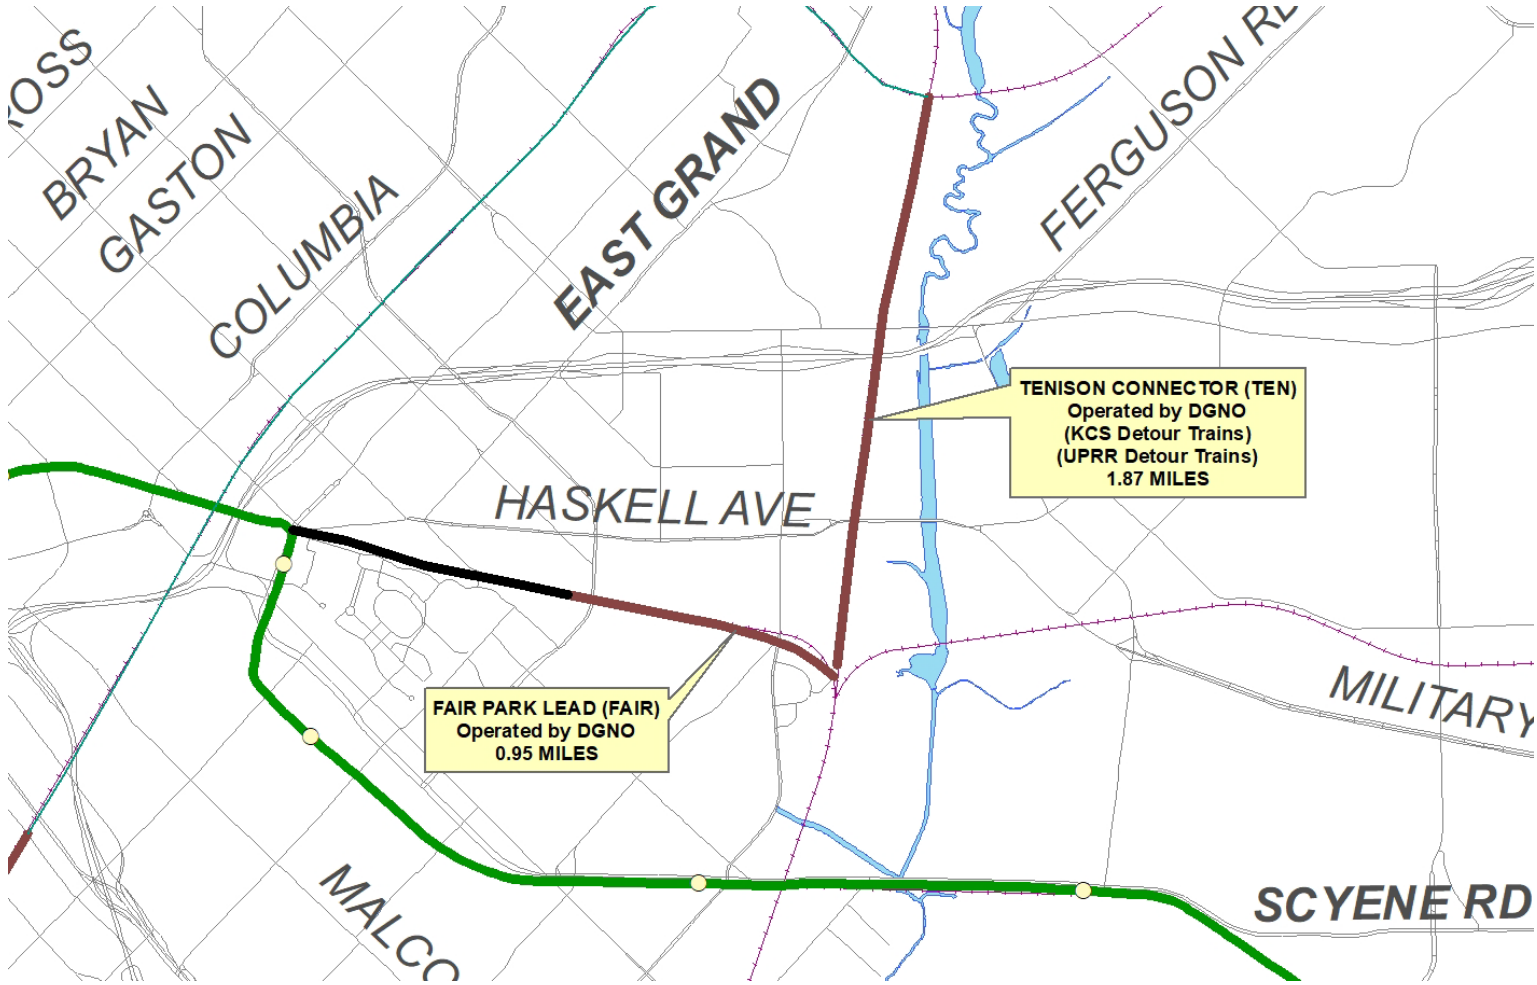 ROSS
BRYAN
GASTON
COLUMBIA
EAST GRAND
FERGUSON RD
TENISON CONNECTOR (TEN)
Operated by DGNO
(KCS Detour Trains)
(UPRR Detour Trains)
1.87 MILES
HASKELL AVE
FAIR PARK LEAD (FAIR)
Operated by DGNO
0.95 MILES
MILITARY
MALCO
SCYENE RD